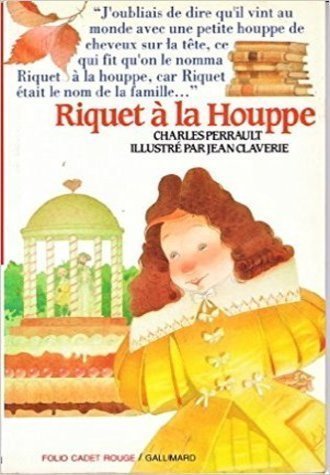 "J'oubliais de dire qu'il vint au
monde avec une petite houppe de
cheveux sur la tête, ce
qui fit qu'on le nomma
Riquet à la houppe, car Riquet
était le nom de la famille..."
Riquet à la Houppe
CHARLES PERRAULT
ILLUSTRÉ PAR JEAN CLAVERIE
FOLIO CADET ROUGE / GALLIMARD